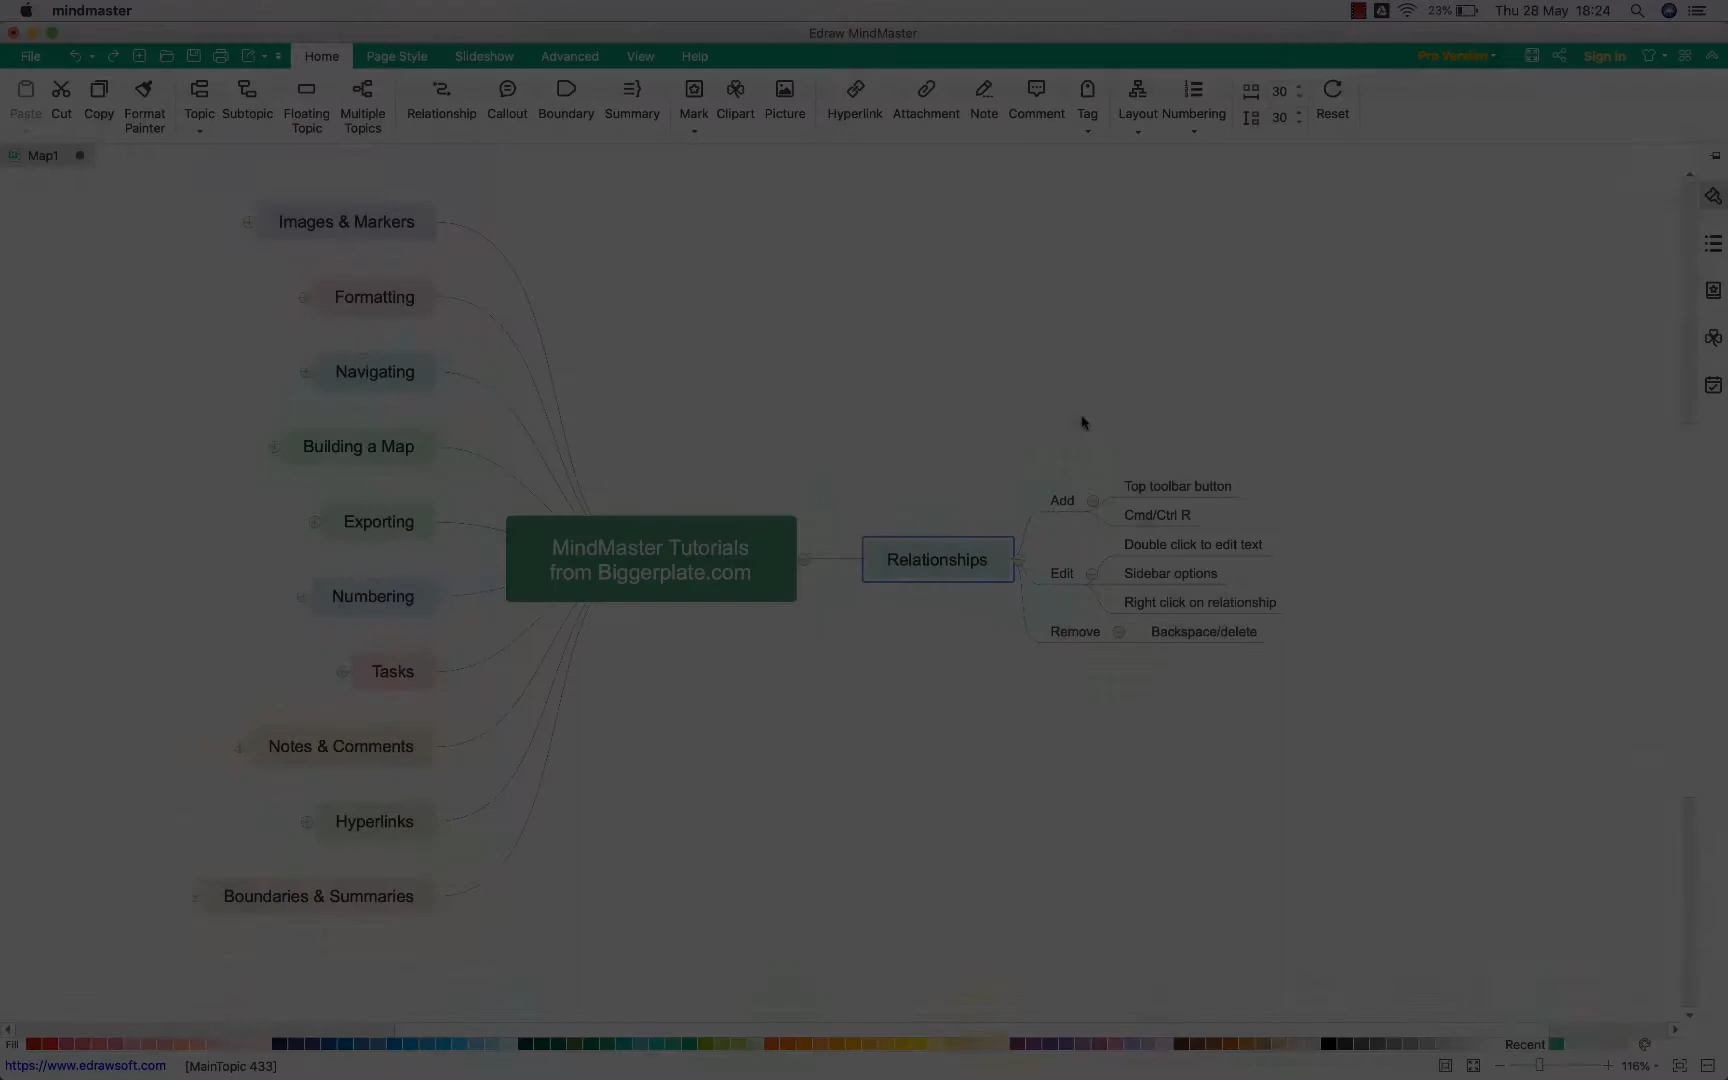 mindmaster
23%
Thu 28 May 18:24
Edraw MindMaster
File
Home
Page Style
Slideshow
Advanced
View
Help
Pro Version
Sign In
Paste
Cut
Copy
Format
Painter
Topic
Subtopic
Floating
Topic
Multiple
Topics
Relationship
Callout
Boundary
Summary
Mark
Clipart
Picture
Hyperlink
Attachment
Note
Comment
Tag
Layout
Numbering
30
30
Reset
Map1
Images & Markers
Formatting
Navigating
Building a Map
Exporting
Numbering
Tasks
Notes & Comments
Hyperlinks
Boundaries & Summaries
MindMaster Tutorials
from Biggerplate.com
Relationships
Add
Top toolbar button
Cmd/Ctrl R
Edit
Double click to edit text
Sidebar options
Right click on relationship
Remove
Backspace/delete
Fill
Recent
https://www.edrawsoft.com
[MainTopic 433]
116%